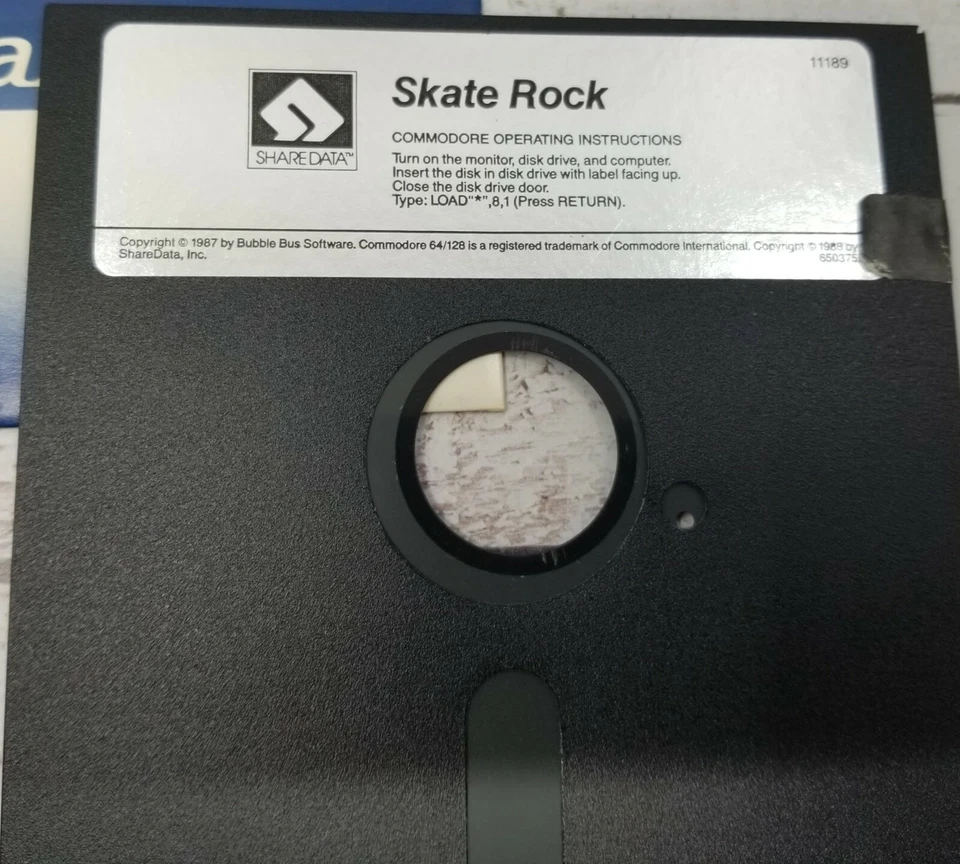 a
11189
Skate Rock
SHAREDATA™
COMMODORE OPERATING INSTRUCTIONS
Turn on the monitor, disk drive, and computer.
Insert the disk in disk drive with label facing up.
Close the disk drive door.
Type: LOAD"*",8,1 (Press RETURN).
Copyright © 1987 by Bubble Bus Software. Commodore 64/128 is a registered trademark of Commodore International. Copyright © 1988 by
ShareData, Inc.
650375